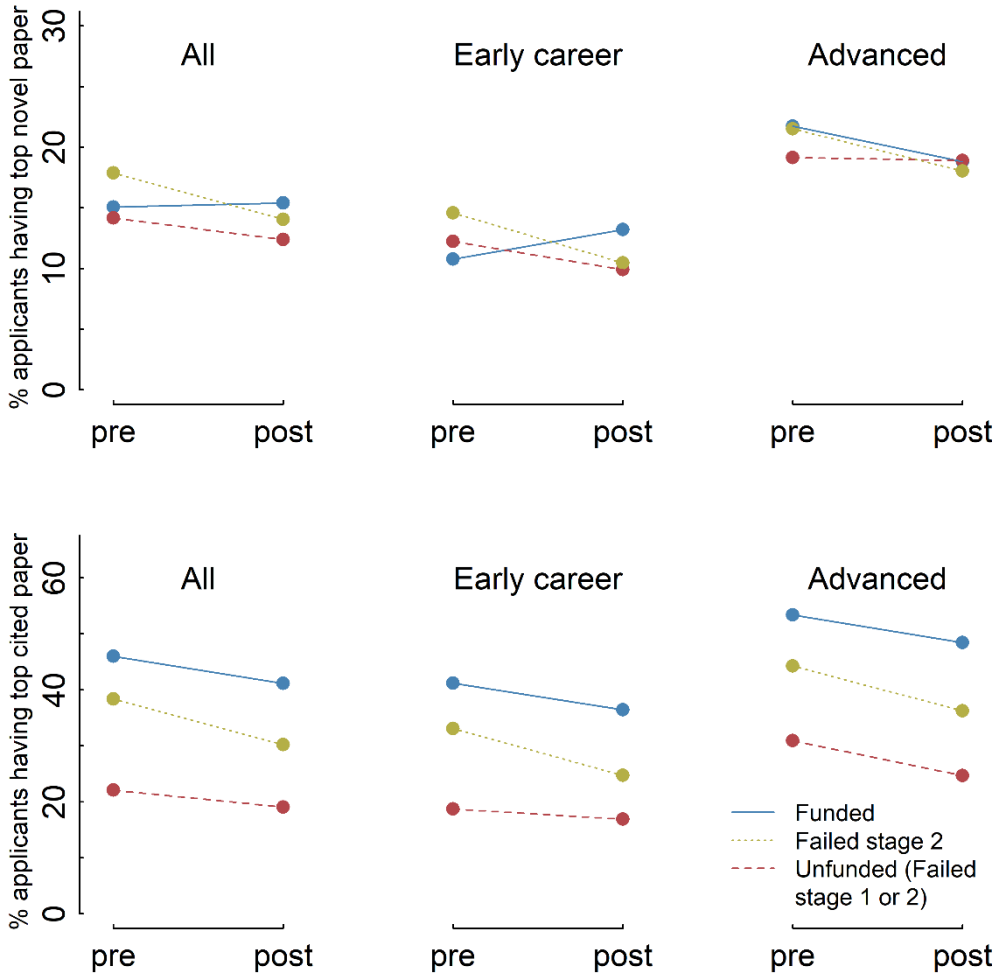 % applicants having top novel paper
30
20
10
0
All
Early career
Advanced
pre
post
pre
post
pre
post
% applicants having top cited paper
60
40
20
0
All
Early career
Advanced
Funded
Failed stage 2
Unfunded (Failed
stage 1 or 2)
pre
post
pre
post
pre
post